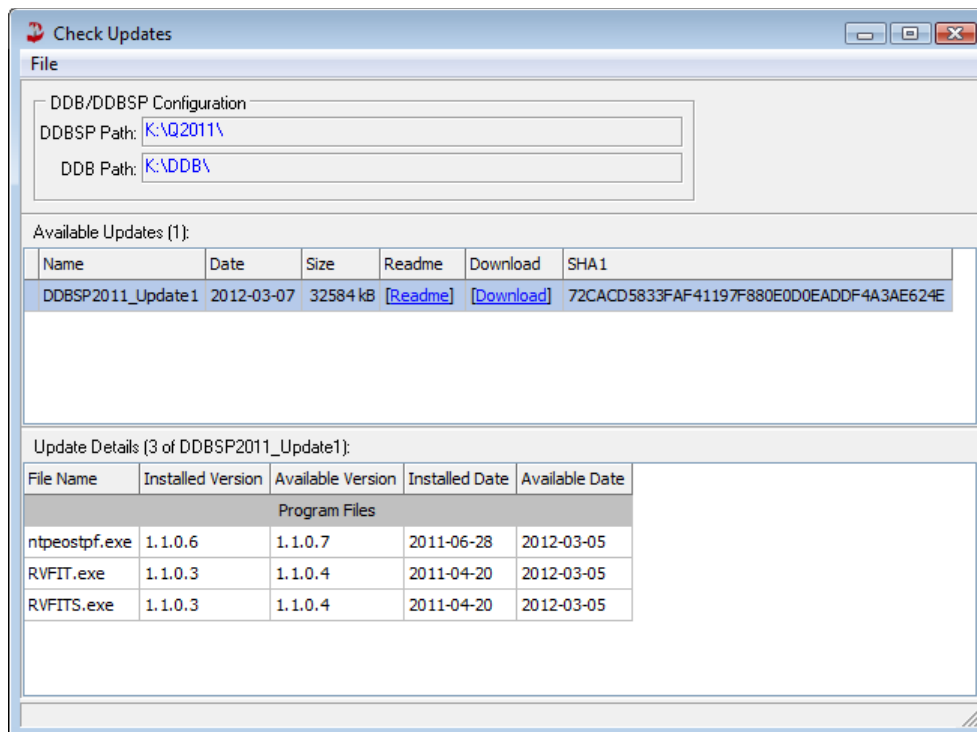 Check Updates
File
DDB/DDBSP Configuration
DDBSP Path: K:\Q2011\
DDB Path: K:\DDB\
Available Updates (1):
Name Date Size Readme Download SHA1
DDBSP2011_Update1 2012-03-07 32584 kB [Readme] [Download] 72CACD5833FAF41197F880E0D0EADDF4A3AE624E
Update Details (3 of DDBSP2011_Update1):
File Name Installed Version Available Version Installed Date Available Date
Program Files
ntpeostpf.exe 1.1.0.6 1.1.0.7 2011-06-28 2012-03-05
RVFIT.exe 1.1.0.3 1.1.0.4 2011-04-20 2012-03-05
RVFITS.exe 1.1.0.3 1.1.0.4 2011-04-20 2012-03-05